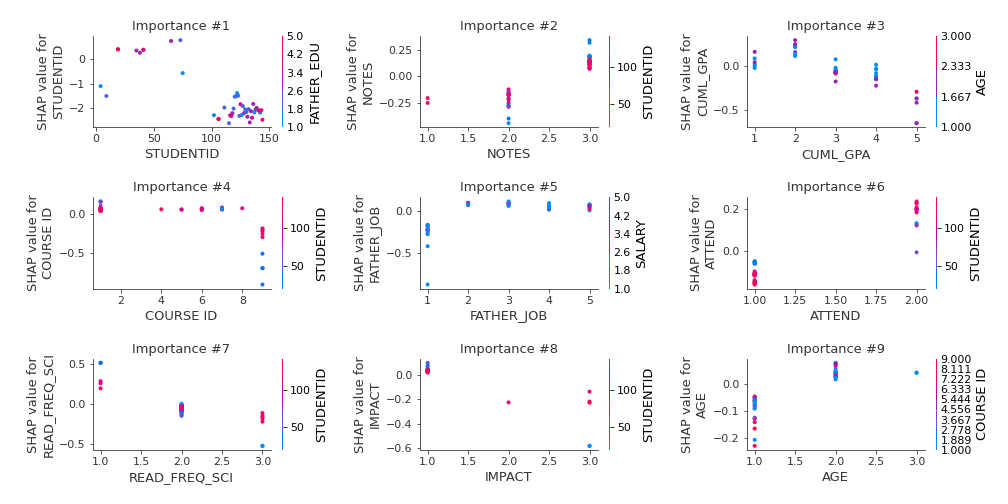 Importance #1
SHAP value for
STUDENTID
0
−1
−2
0
50
100
150
STUDENTID
5.0
4.2
3.4
2.6
1.8
1.0
FATHER_EDU
Importance #2
SHAP value for
NOTES
0.25
0.00
−0.25
1.0
1.5
2.0
2.5
3.0
NOTES
100
50
STUDENTID
Importance #3
SHAP value for
CUML_GPA
0.0
−0.5
1
2
3
4
5
CUML_GPA
3.000
2.333
1.667
1.000
AGE
Importance #4
SHAP value for
COURSE ID
0.0
−0.5
2
4
6
8
COURSE ID
100
50
STUDENTID
Importance #5
SHAP value for
FATHER_JOB
0.0
−0.5
1
2
3
4
5
FATHER_JOB
5.0
4.2
3.4
2.6
1.8
1.0
SALARY
Importance #6
SHAP value for
ATTEND
0.2
0.0
1.00
1.25
1.50
1.75
2.00
ATTEND
100
50
STUDENTID
Importance #7
SHAP value for
READ_FREQ_SCI
0.5
0.0
−0.5
1.0
1.5
2.0
2.5
3.0
READ_FREQ_SCI
100
50
STUDENTID
Importance #8
SHAP value for
IMPACT
0.0
−0.2
−0.4
−0.6
1.0
1.5
2.0
2.5
3.0
IMPACT
100
50
STUDENTID
Importance #9
SHAP value for
AGE
0.0
−0.1
−0.2
1.0
1.5
2.0
2.5
3.0
AGE
9.000
8.111
7.222
6.333
5.444
4.556
3.667
2.778
1.889
1.000
COURSE ID